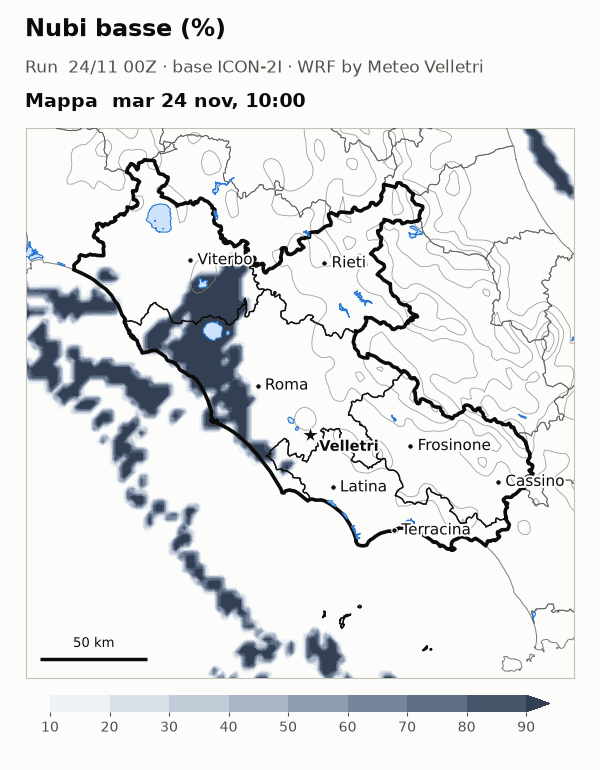 Nubi basse (%)
Run  24/11 00Z · base ICON-2I · WRF by Meteo Velletri
Mappa  mar 24 nov, 10:00
Viterbo
Rieti
Roma
Velletri
Frosinone
Cassino
Latina
Terracina
50 km
10 20 30 40 50 60 70 80 90